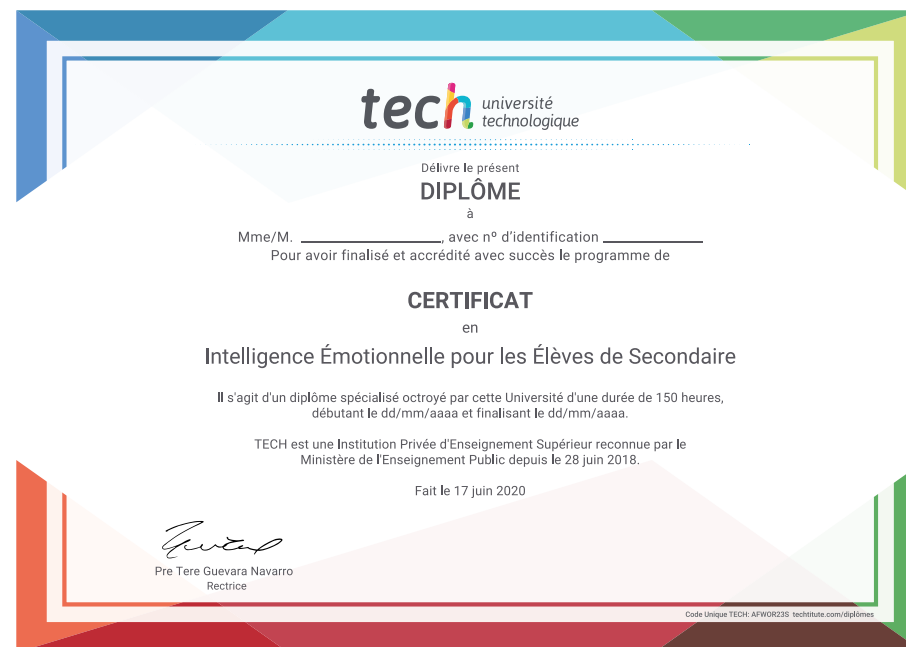 tech université
technologique
Délivre le présent
DIPLÔME
à
Mme/M. ____________________, avec nº d'identification ______________
Pour avoir finalisé et accrédité avec succès le programme de
CERTIFICAT
en
Intelligence Émotionnelle pour les Élèves de Secondaire
Il s'agit d'un diplôme spécialisé octroyé par cette Université d'une durée de 150 heures,
débutant le dd/mm/aaaa et finalisant le dd/mm/aaaa.
TECH est une Institution Privée d'Enseignement Supérieur reconnue par le
Ministère de l'Enseignement Public depuis le 28 juin 2018.
Fait le 17 juin 2020
Pre Tere Guevara Navarro
Rectrice
Code Unique TECH: AFWOR23S techtitute.com/diplômes